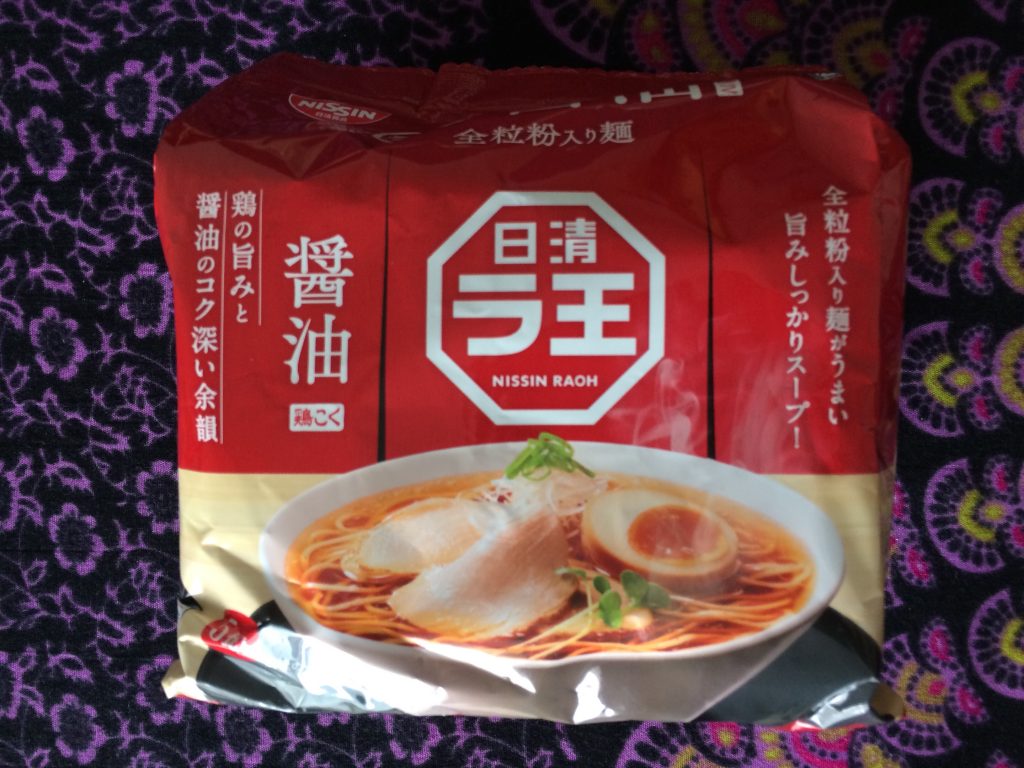 NISSIN
全粒粉入り麺
全粒粉入り麺がうまい
旨みしっかりスープ！
日清
ラ王
NISSIN RAOH
醤油
鶏こく
鶏の旨みと
醤油のコク深い余韻